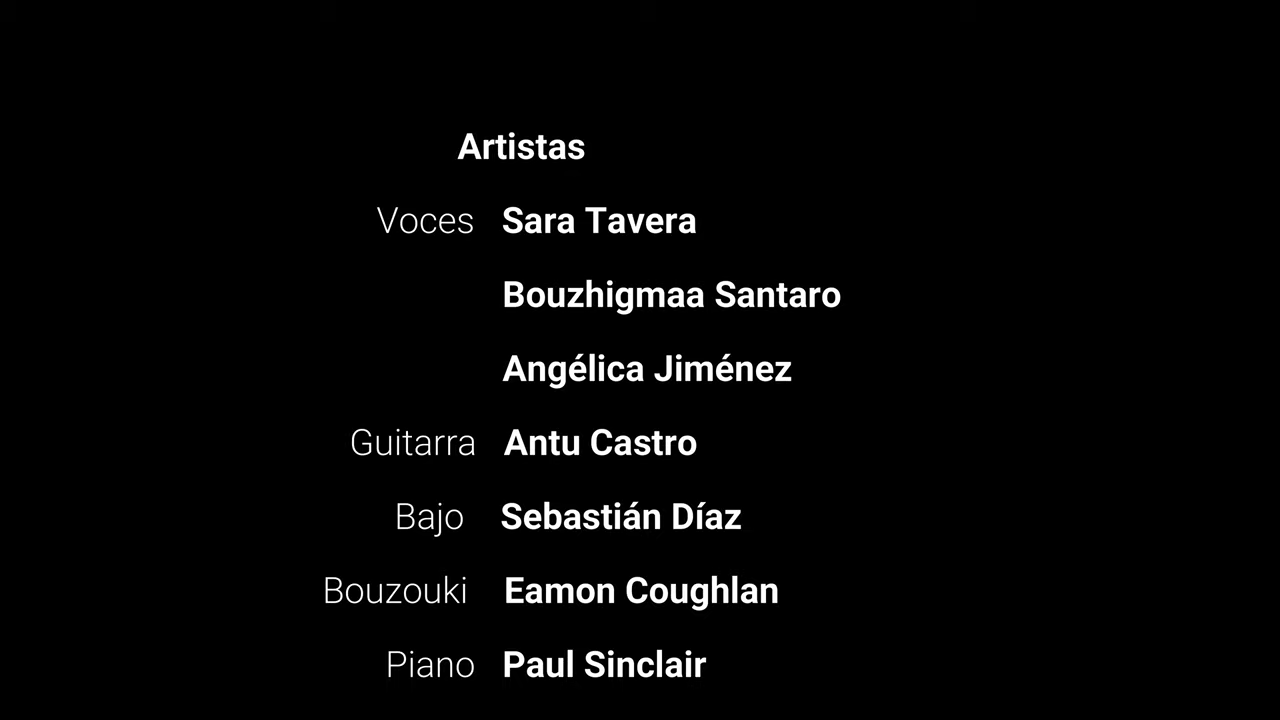 Artistas
Voces Sara Tavera
Bouzhigmaa Santaro
Angélica Jiménez
Guitarra Antu Castro
Bajo Sebastián Díaz
Bouzouki Eamon Coughlan
Piano Paul Sinclair